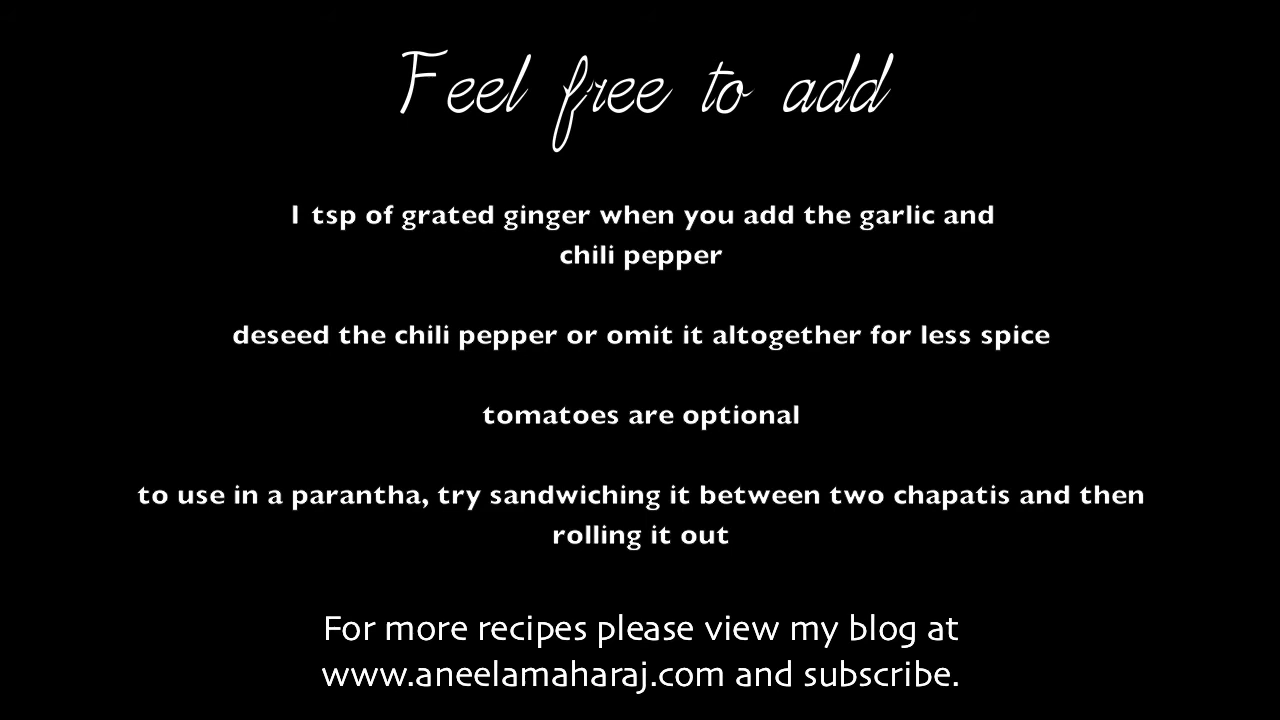 Feel free to add
1 tsp of grated ginger when you add the garlic and
chili pepper
deseed the chili pepper or omit it altogether for less spice
tomatoes are optional
to use in a parantha, try sandwiching it between two chapatis and then
rolling it out
For more recipes please view my blog at
www.aneelamaharaj.com and subscribe.